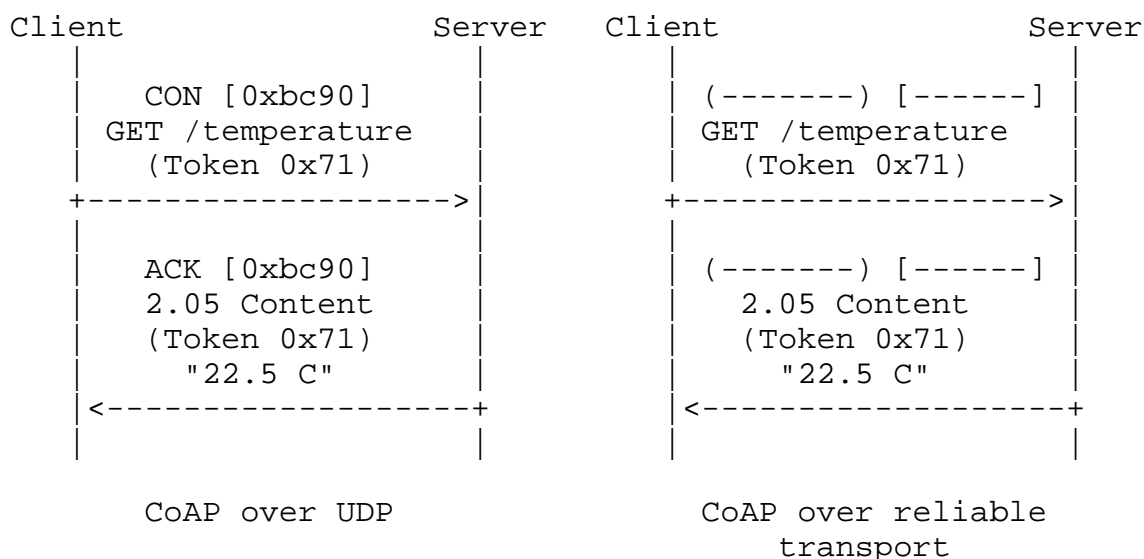 Client                Server   Client                Server
   |                    |         |                    |
   |   CON [0xbc90]     |         | (-------) [------] |
   | GET /temperature   |         | GET /temperature   |
   |   (Token 0x71)     |         |   (Token 0x71)     |
   +------------------->|         +------------------->|
   |                    |         |                    |
   |   ACK [0xbc90]     |         | (-------) [------] |
   |   2.05 Content     |         |   2.05 Content     |
   |   (Token 0x71)     |         |   (Token 0x71)     |
   |     "22.5 C"       |         |     "22.5 C"       |
   |<-------------------+         |<-------------------+
   |                    |         |                    |
       CoAP over UDP               CoAP over reliable
                                       transport